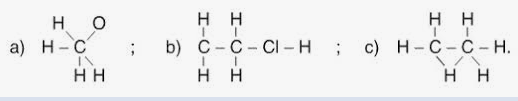 H O H H H H
a) H–C ; b) C–C–Cl–H ; c) H–C–C–H.
H H H H H H